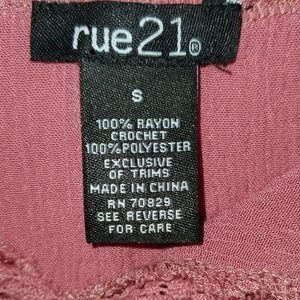 rue21®
S
100% RAYON
CROCHET
100%POLYESTER
EXCLUSIVE
OF TRIMS
MADE IN CHINA
RN 70829
SEE REVERSE
FOR CARE